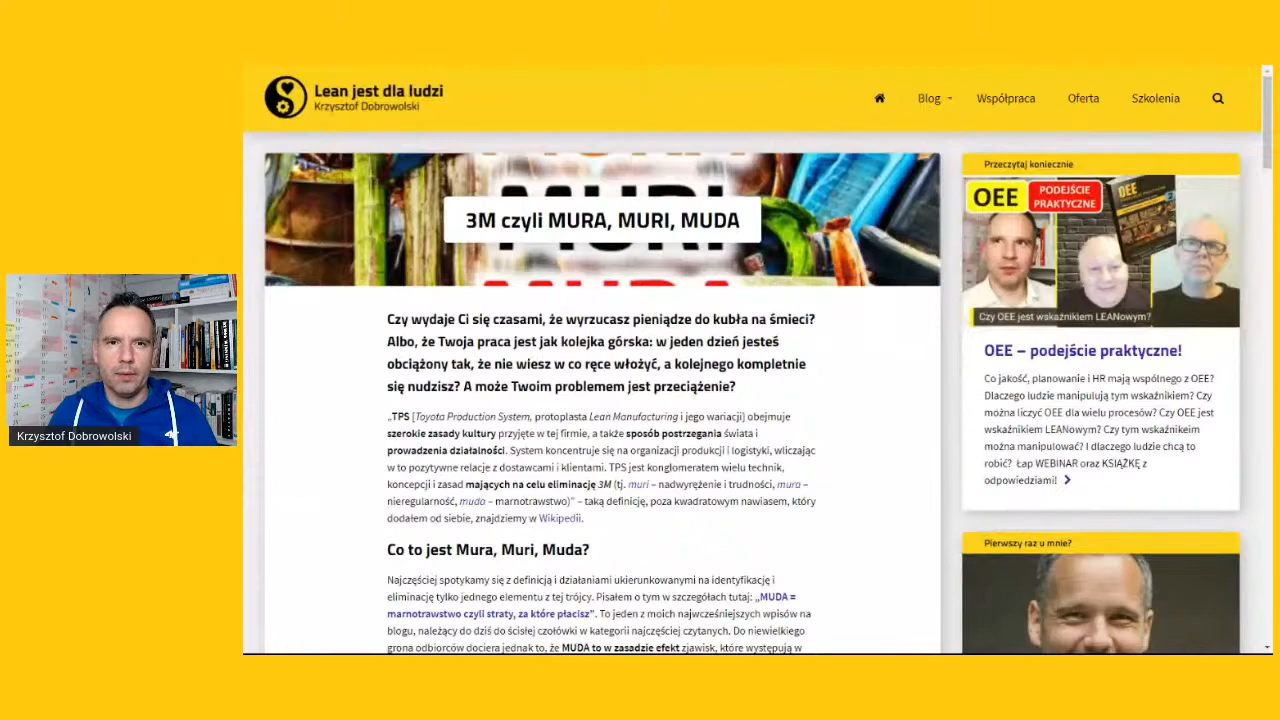 Lean jest dla ludzi
Krzysztof Dobrowolski
Blog
Współpraca
Oferta
Szkolenia
MURI
3M czyli MURA, MURI, MUDA
MUDA
Czy wydaje Ci się czasami, że wyrzucasz pieniądze do kubła na śmieci?
Albo, że Twoja praca jest jak kolejka górska: w jeden dzień jesteś
obciążony tak, że nie wiesz w co ręce włożyć, a kolejnego kompletnie
się nudzisz? A może Twoim problemem jest przeciążenie?
„TPS [Toyota Production System, protoplasta Lean Manufacturing i jego wariacji] obejmuje
szerokie zasady kultury przyjęte w tej firmie, a także sposób postrzegania świata i
prowadzenia działalności. System koncentruje się na organizacji produkcji i logistyki, wliczając
w to pozytywne relacje z dostawcami i klientami. TPS jest konglomeratem wielu technik,
koncepcji i zasad mających na celu eliminację 3M (tj. muri – nadwyrężenie i trudności, mura –
nieregularność, muda – marnotrawstwo)” – taką definicję, poza kwadratowym nawiasem, który
dodałem od siebie, znajdziemy w Wikipedii.
Co to jest Mura, Muri, Muda?
Najczęściej spotykamy się z definicją i działaniami ukierunkowanymi na identyfikację i
eliminację tylko jednego elementu z tej trójcy. Pisałem o tym w szczegółach tutaj: „MUDA =
marnotrawstwo czyli straty, za które płacisz”. To jeden z moich najwcześniejszych wpisów na
blogu, należący do dziś do ścisłej czołówki w kategorii najczęściej czytanych. Do niewielkiego
grona odbiorców dociera jednak to, że MUDA to w zasadzie efekt zjawisk, które występują w
Przeczytaj koniecznie
OEE
PODEJŚCIE
PRAKTYCZNE
OEE
Czy OEE jest wskaźnikiem LEANowym?
OEE – podejście praktyczne!
Co jakość, planowanie i HR mają wspólnego z OEE?
Dlaczego ludzie manipulują tym wskaźnikiem? Czy
można liczyć OEE dla wielu procesów? Czy OEE jest
wskaźnikiem LEANowym? Czy tym wskaźnikeim
można manipulować? I dlaczego ludzie chcą to
robić? Łap WEBINAR oraz KSIĄŻKĘ z
odpowiedziami!
Pierwszy raz u mnie?
Krzysztof Dobrowolski